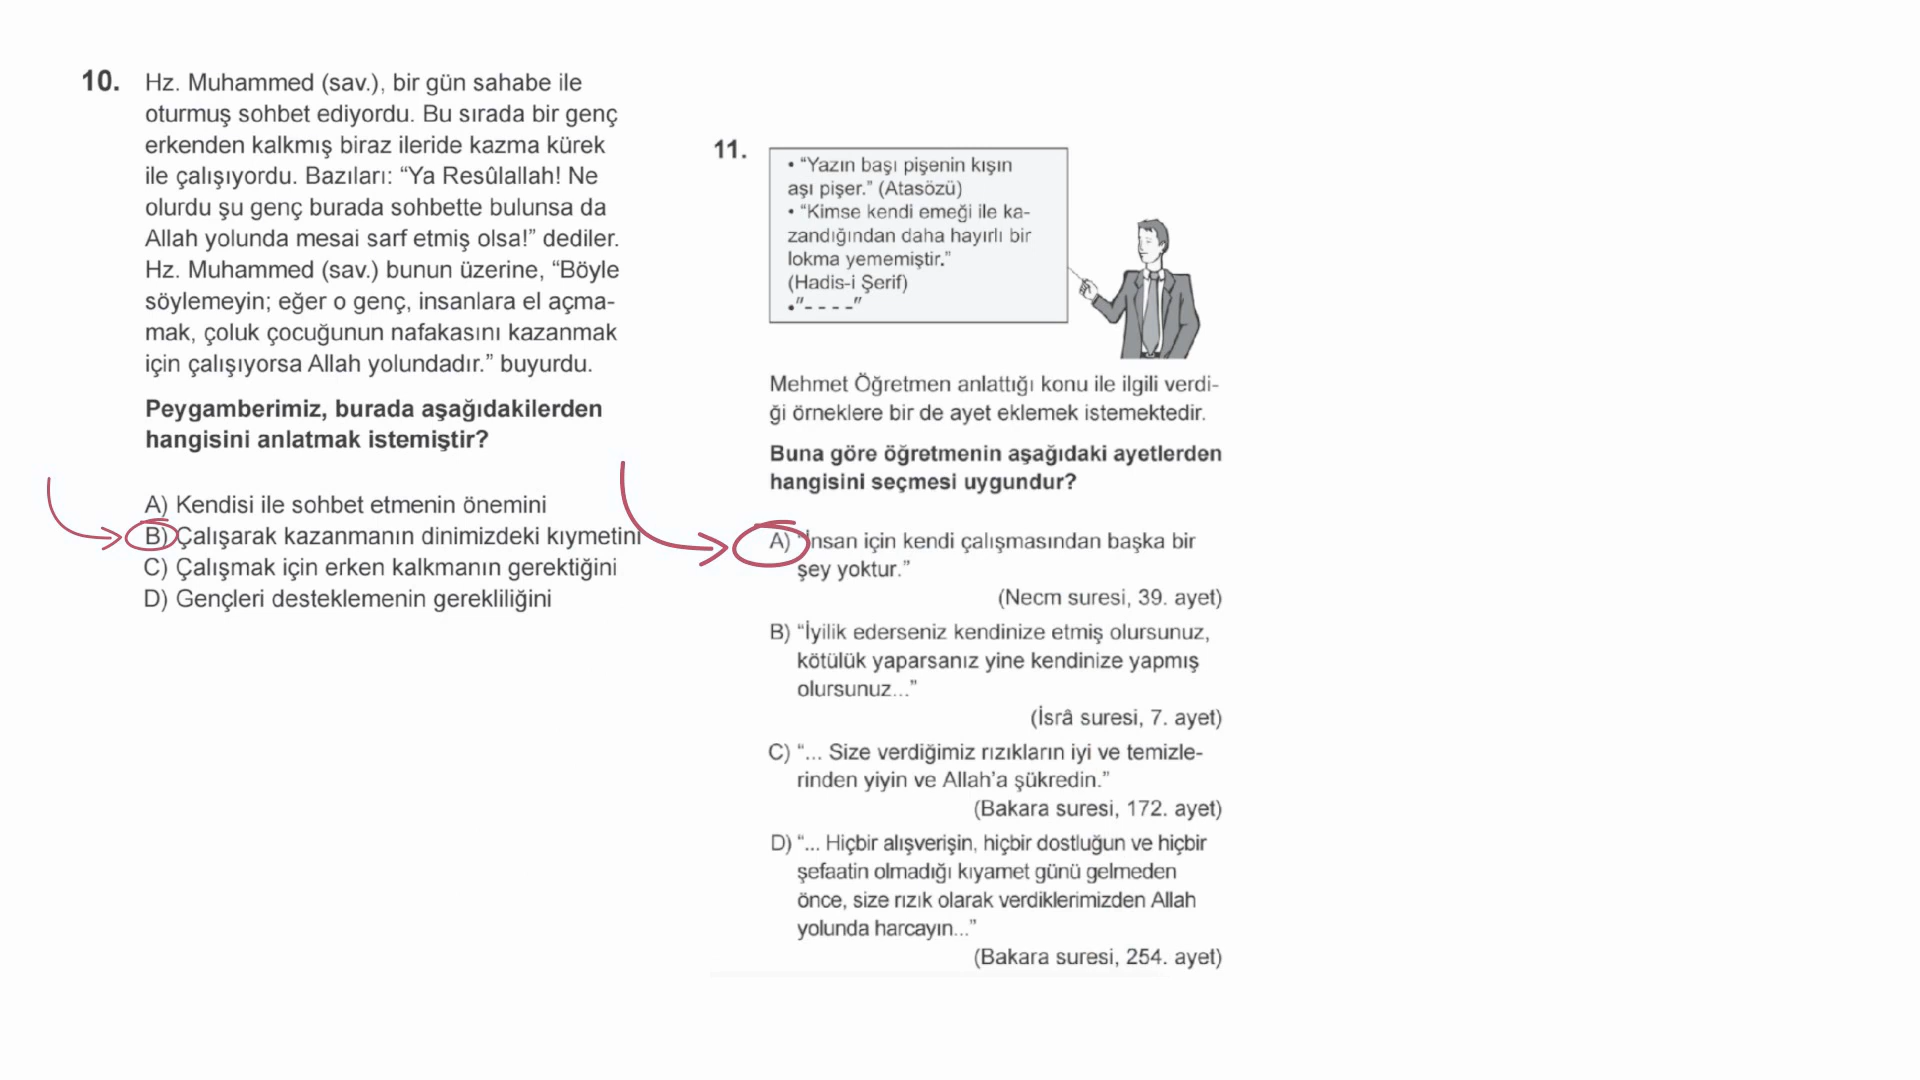 10. Hz. Muhammed (sav.), bir gün sahabe ile
oturmuş sohbet ediyordu. Bu sırada bir genç
erkenden kalkmış biraz ileride kazma kürek
ile çalışıyordu. Bazıları: “Ya Resûlallah! Ne
olurdu şu genç burada sohbette bulunsa da
Allah yolunda mesai sarf etmiş olsa!” dediler.
Hz. Muhammed (sav.) bunun üzerine, “Böyle
söylemeyin; eğer o genç, insanlara el açma-
mak, çoluk çocuğunun nafakasını kazanmak
için çalışıyorsa Allah yolundadır.” buyurdu.
Peygamberimiz, burada aşağıdakilerden
hangisini anlatmak istemiştir?
A) Kendisi ile sohbet etmenin önemini
B) Çalışarak kazanmanın dinimizdeki kıymetini
C) Çalışmak için erken kalkmanın gerektiğini
D) Gençleri desteklemenin gerekliliğini
11.
• “Yazın başı pişenin kışın
aşı pişer.” (Atasözü)
• “Kimse kendi emeği ile ka-
zandığından daha hayırlı bir
lokma yememiştir.”
(Hadis-i Şerif)
•"- - - -"
Mehmet Öğretmen anlattığı konu ile ilgili verdi-
ği örneklere bir de ayet eklemek istemektedir.
Buna göre öğretmenin aşağıdaki ayetlerden
hangisini seçmesi uygundur?
A) “İnsan için kendi çalışmasından başka bir
şey yoktur.”
(Necm suresi, 39. ayet)
B) “İyilik ederseniz kendinize etmiş olursunuz,
kötülük yaparsanız yine kendinize yapmış
olursunuz...”
(İsrâ suresi, 7. ayet)
C) “... Size verdiğimiz rızıkların iyi ve temizle-
rinden yiyin ve Allah’a şükredin.”
(Bakara suresi, 172. ayet)
D) “... Hiçbir alışverişin, hiçbir dostluğun ve hiçbir
şefaatin olmadığı kıyamet günü gelmeden
önce, size rızık olarak verdiklerimizden Allah
yolunda harcayın...”
(Bakara suresi, 254. ayet)